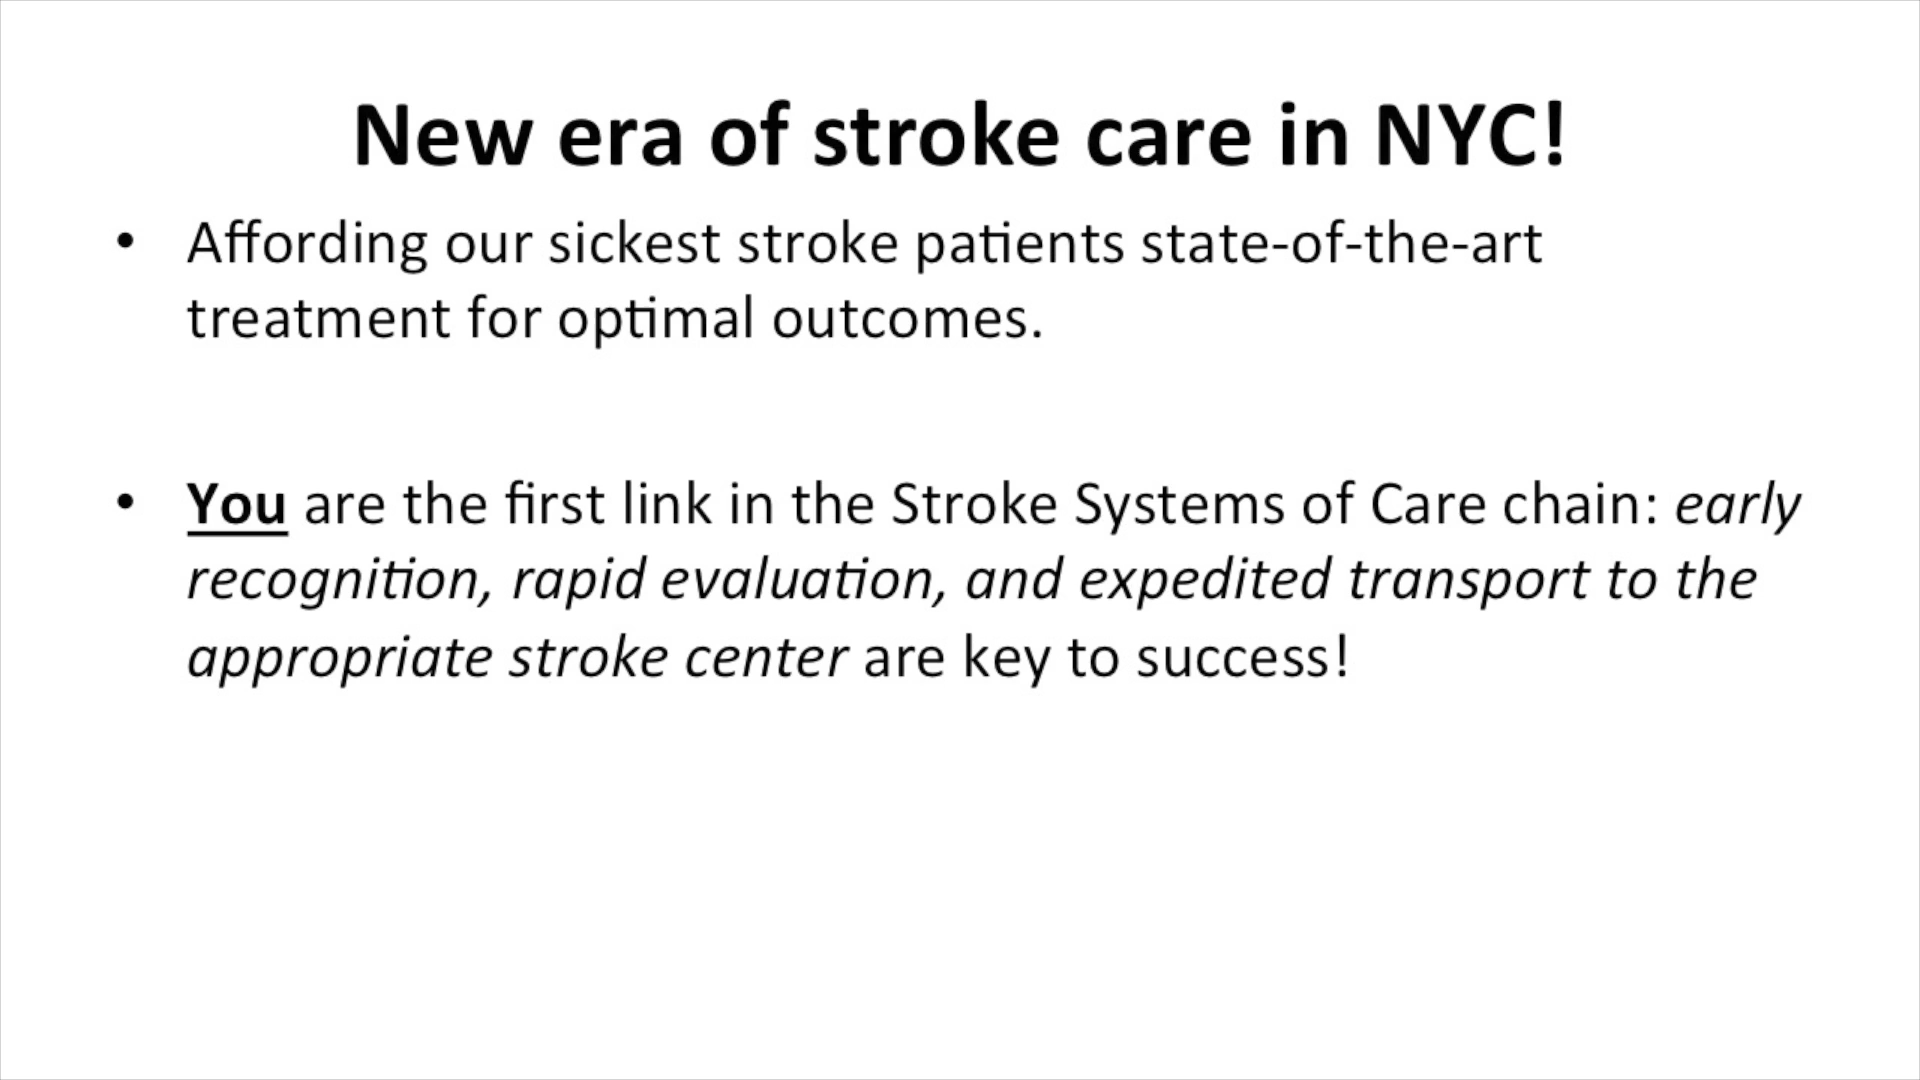 New era of stroke care in NYC!
• Affording our sickest stroke patients state-of-the-art
treatment for optimal outcomes.
• You are the first link in the Stroke Systems of Care chain: early
recognition, rapid evaluation, and expedited transport to the
appropriate stroke center are key to success!